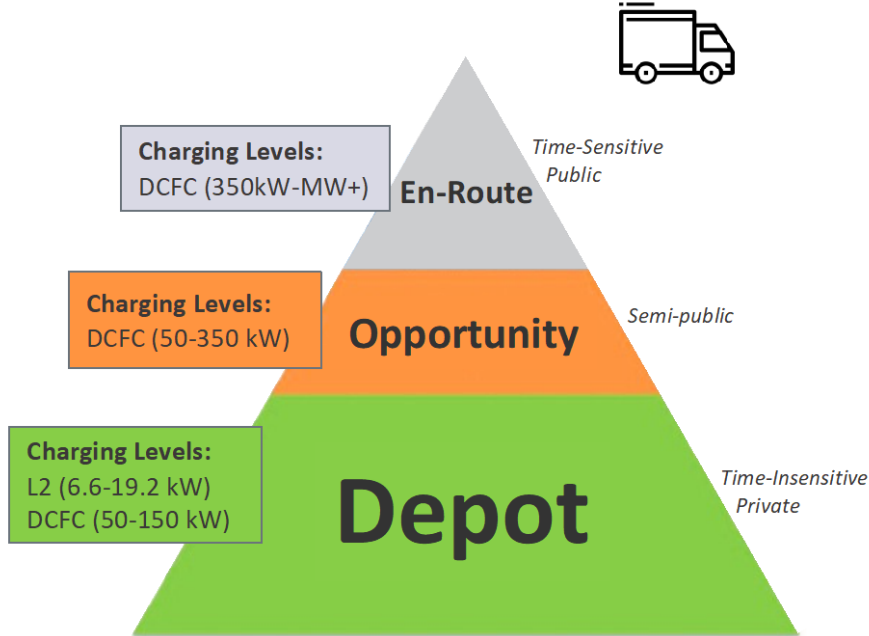 Charging Levels:
DCFC (350kW-MW+)
En-Route
Time-Sensitive
Public
Charging Levels:
DCFC (50-350 kW)
Opportunity
Semi-public
Charging Levels:
L2 (6.6-19.2 kW)
DCFC (50-150 kW)
Depot
Time-Insensitive
Private